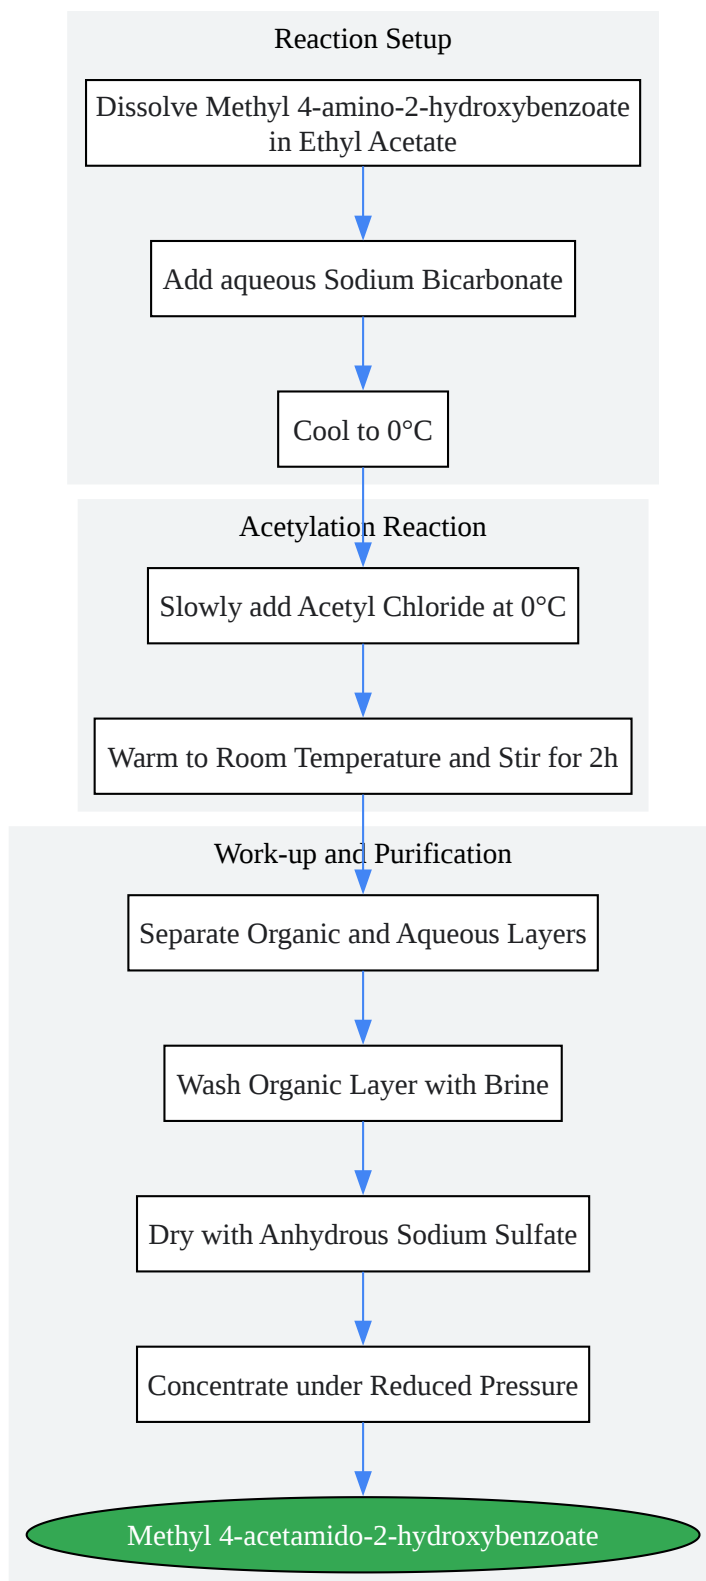 Reaction Setup
Dissolve Methyl 4-amino-2-hydroxybenzoate
in Ethyl Acetate
Add aqueous Sodium Bicarbonate
Cool to 0°C
Acetylation Reaction
Slowly add Acetyl Chloride at 0°C
Warm to Room Temperature and Stir for 2h
Work-up and Purification
Separate Organic and Aqueous Layers
Wash Organic Layer with Brine
Dry with Anhydrous Sodium Sulfate
Concentrate under Reduced Pressure
Methyl 4-acetamido-2-hydroxybenzoate